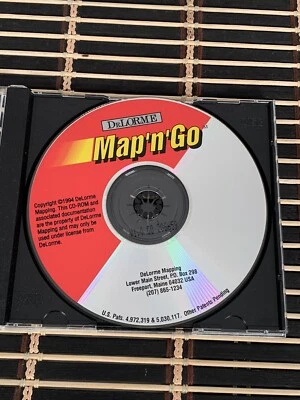 DELORME
Map'n'Go
Copyright ©1994 DeLorme
Mapping. This CD-ROM and
associated documentation
are the property of DeLorme
Mapping and may only be
used under license from
DeLorme.
DeLorme Mapping
Lower Main Street, PO. Box 298
Freeport, Maine 04032 USA
(207) 865-1234
U.S. Pats. 4,972,319 & 5,030,117. Other Patents Pending